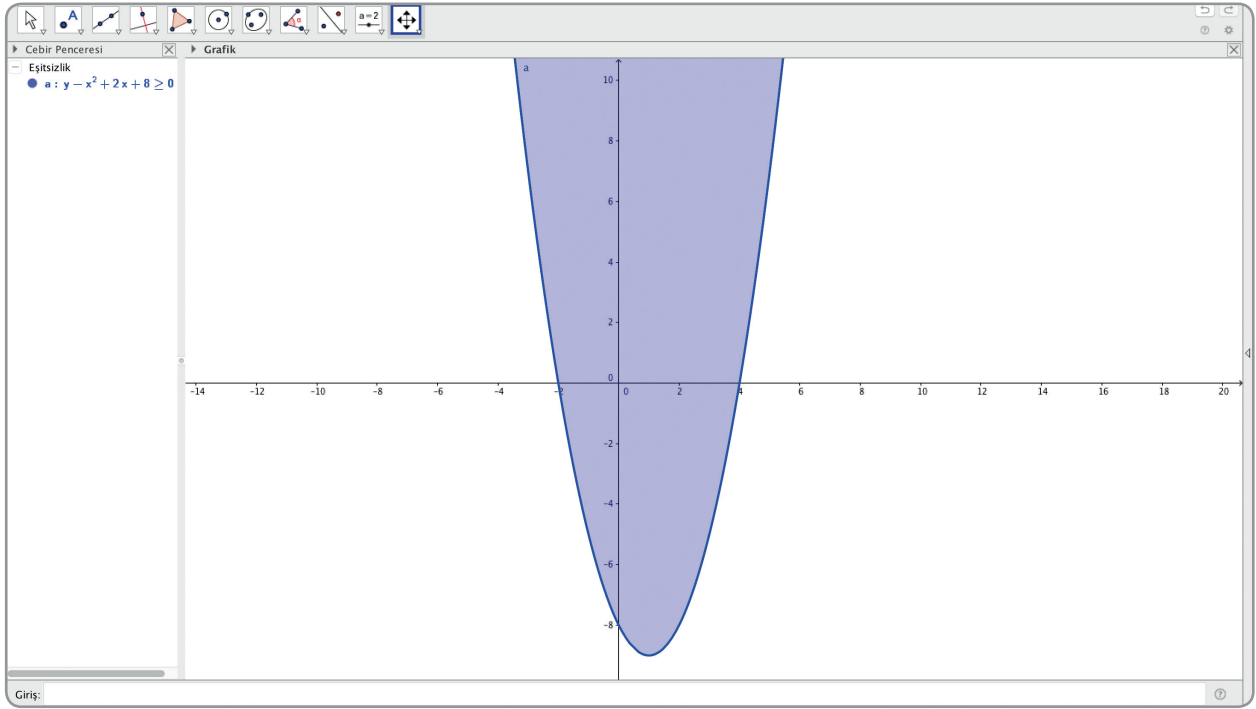 A
α
a=2
Cebir Penceresi
Grafik
Eşitsizlik
a : y − x² + 2 x + 8 ≥ 0
a
10
8
6
4
2
0
-14 -12 -10 -8 -6 -4 -2 0 2 4 6 8 10 12 14 16 18 20
-2
-4
-6
-8
Giriş: